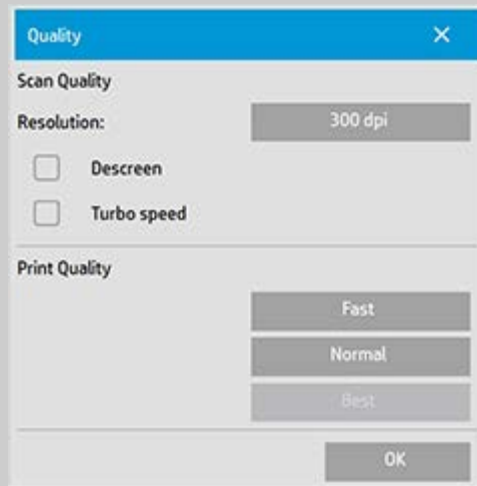 Quality
Scan Quality
Resolution: 300 dpi
Descreen
Turbo speed
Print Quality
Fast
Normal
Best
OK